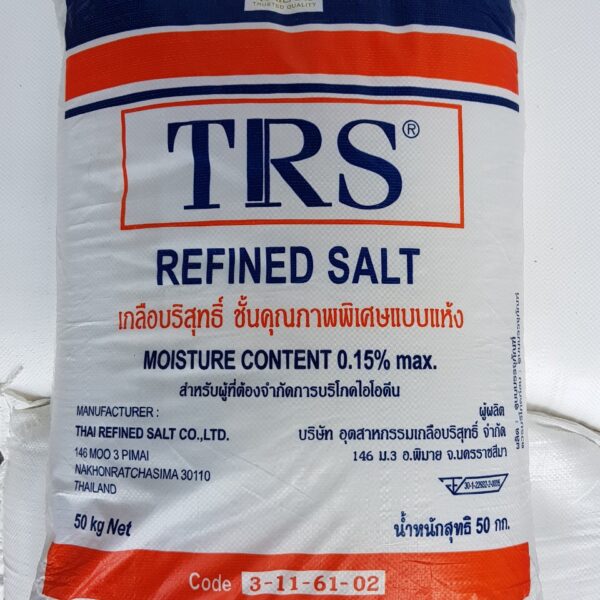 TRUSTED QUALITY
TRS®
REFINED SALT
เกลือบริสุทธิ์ ชั้นคุณภาพพิเศษแบบแห้ง
MOISTURE CONTENT 0.15% max.
สำหรับผู้ที่ต้องจำกัดการบริโภคไอโอดีน
MANUFACTURER :
THAI REFINED SALT CO.,LTD.
146 MOO 3 PIMAI
NAKHONRATCHASIMA 30110
THAILAND
50 kg Net
ผู้ผลิต
บริษัท อุตสาหกรรมเกลือบริสุทธิ์ จำกัด
146 ม.3 อ.พิมาย จ.นครราชสีมา
น้ำหนักสุทธิ 50 กก.
Code 3-11-61-02